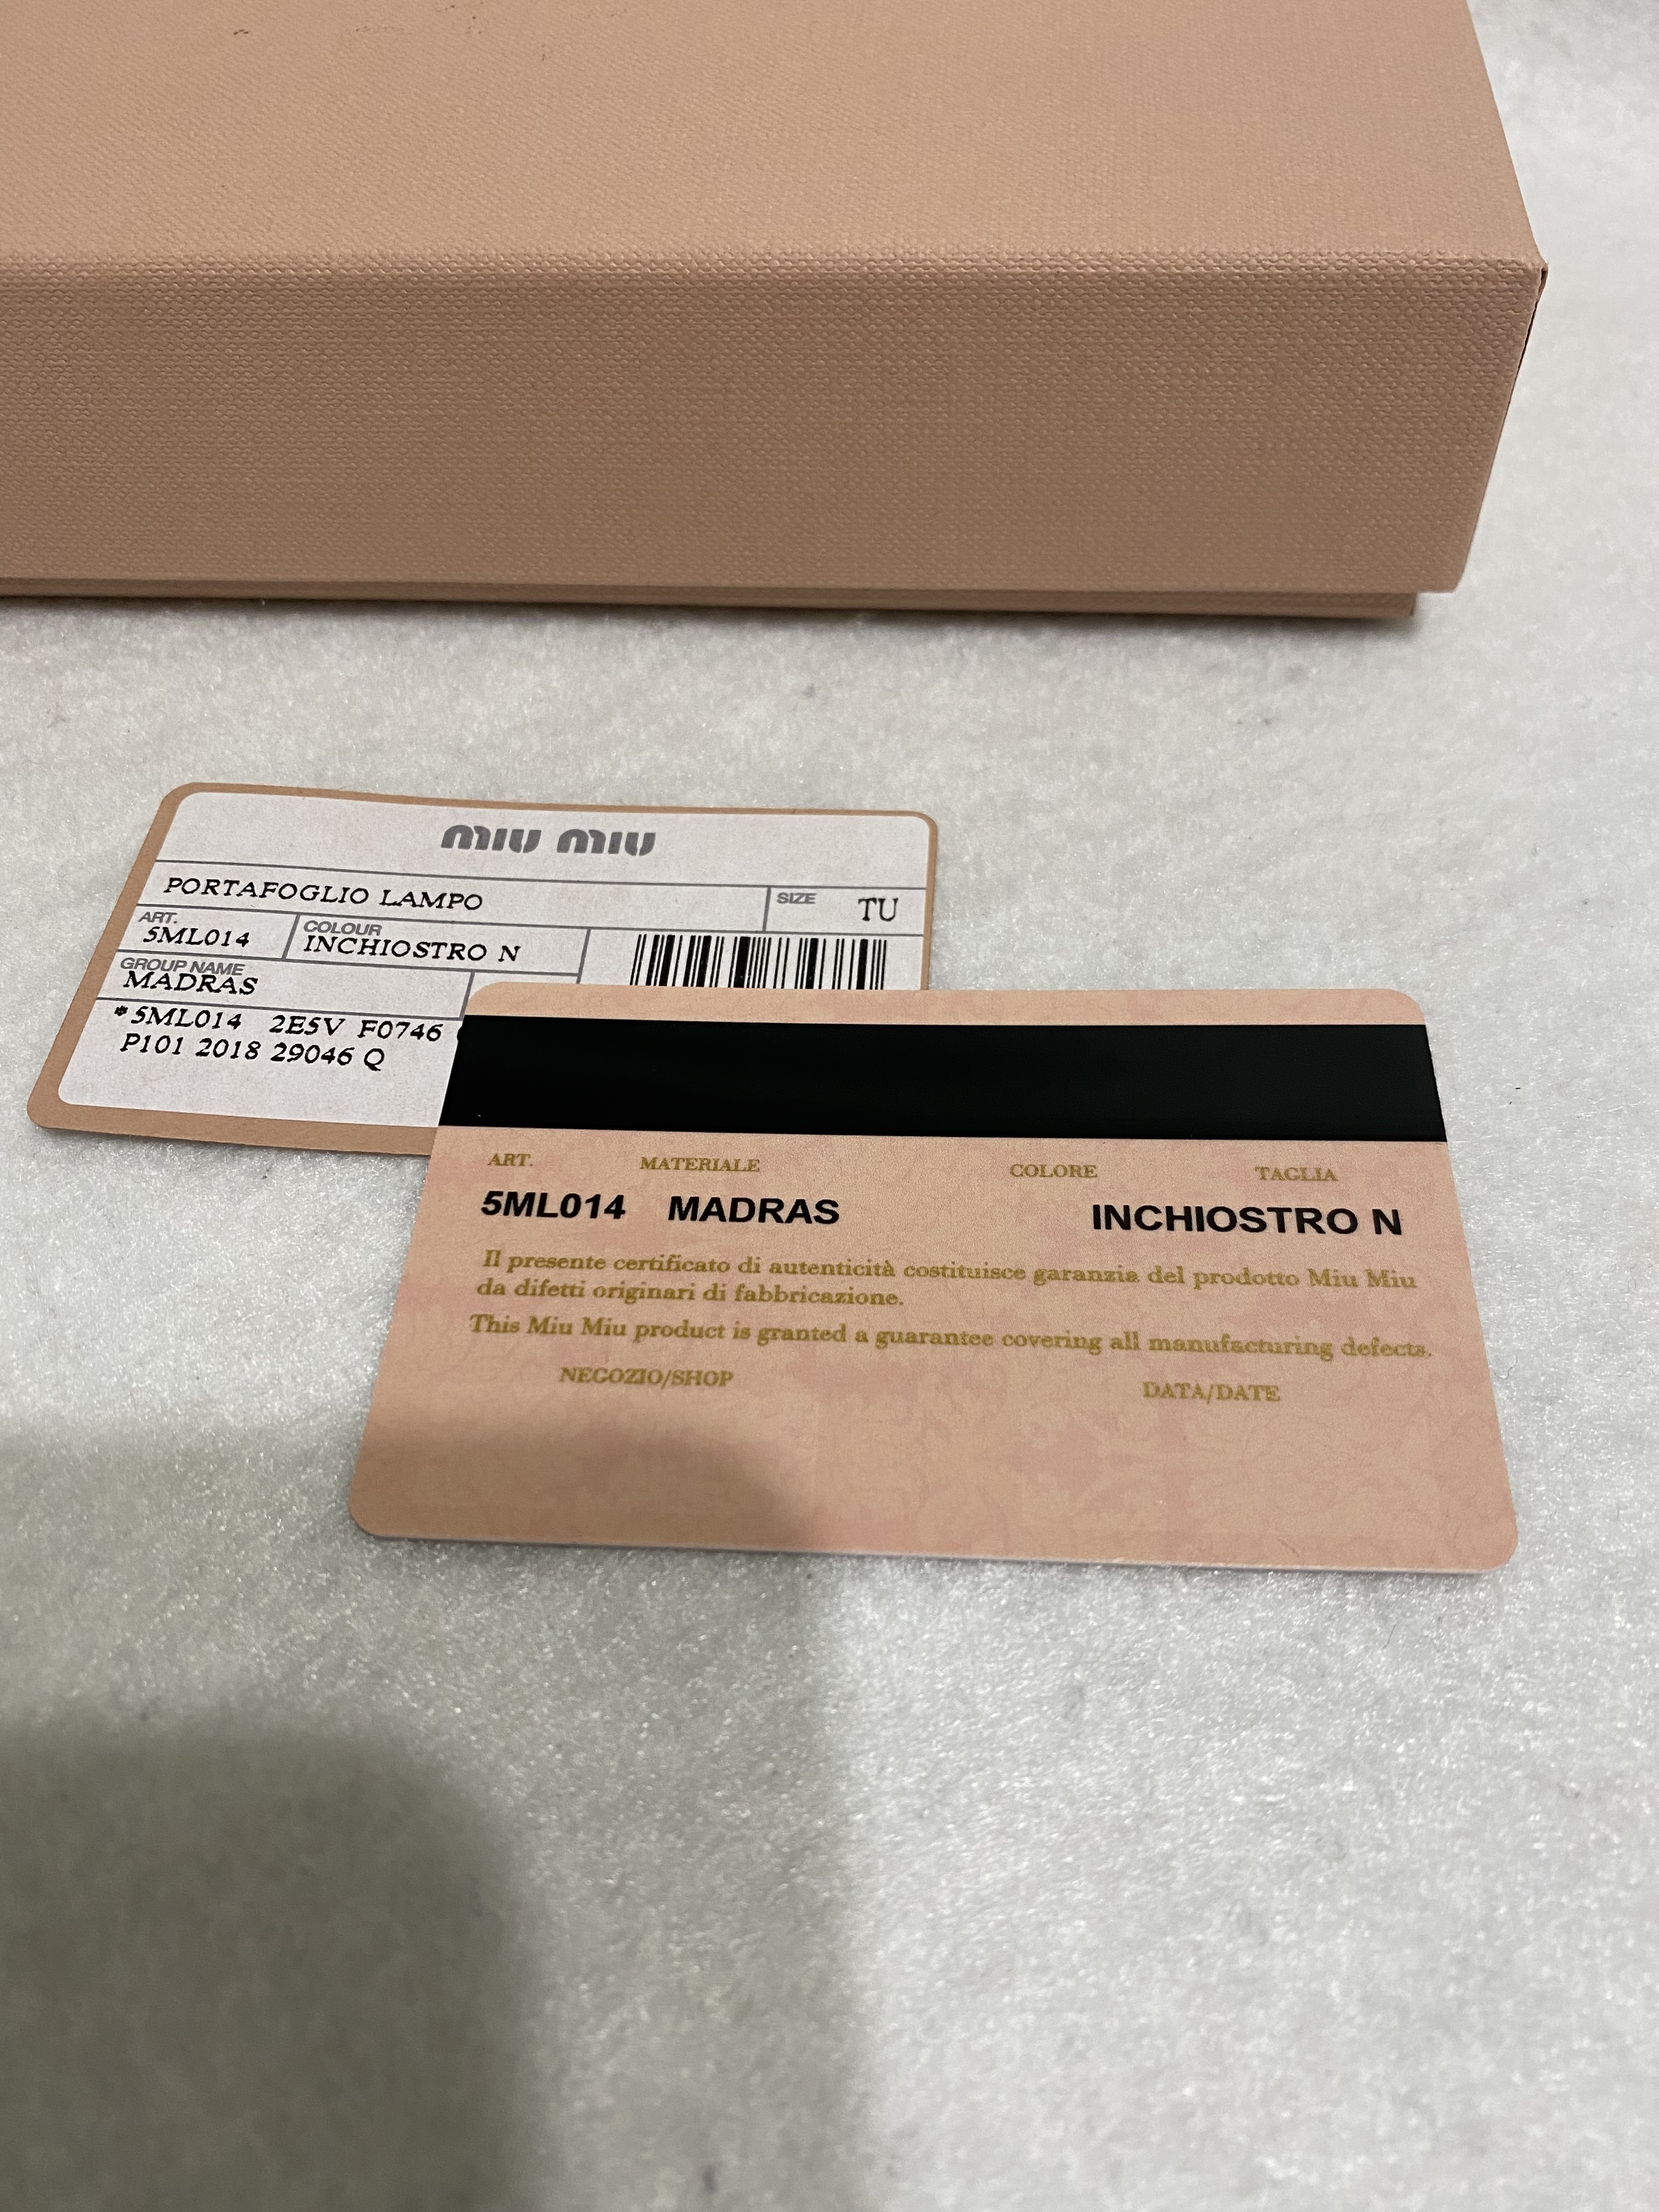 MIU MIU
PORTAFOGLIO LAMPO SIZE TU
ART. COLOUR
5ML014 INCHIOSTRO N
GROUP NAME
MADRAS
*5ML014 2E5V F0746
P101 2018 29046 Q
ART. MATERIALE COLORE TAGLIA
5ML014 MADRAS INCHIOSTRO N
Il presente certificato di autenticità costituisce garanzia del prodotto Miu Miu
da difetti originari di fabbricazione.
This Miu Miu product is granted a guarantee covering all manufacturing defects.
NEGOZIO/SHOP DATA/DATE